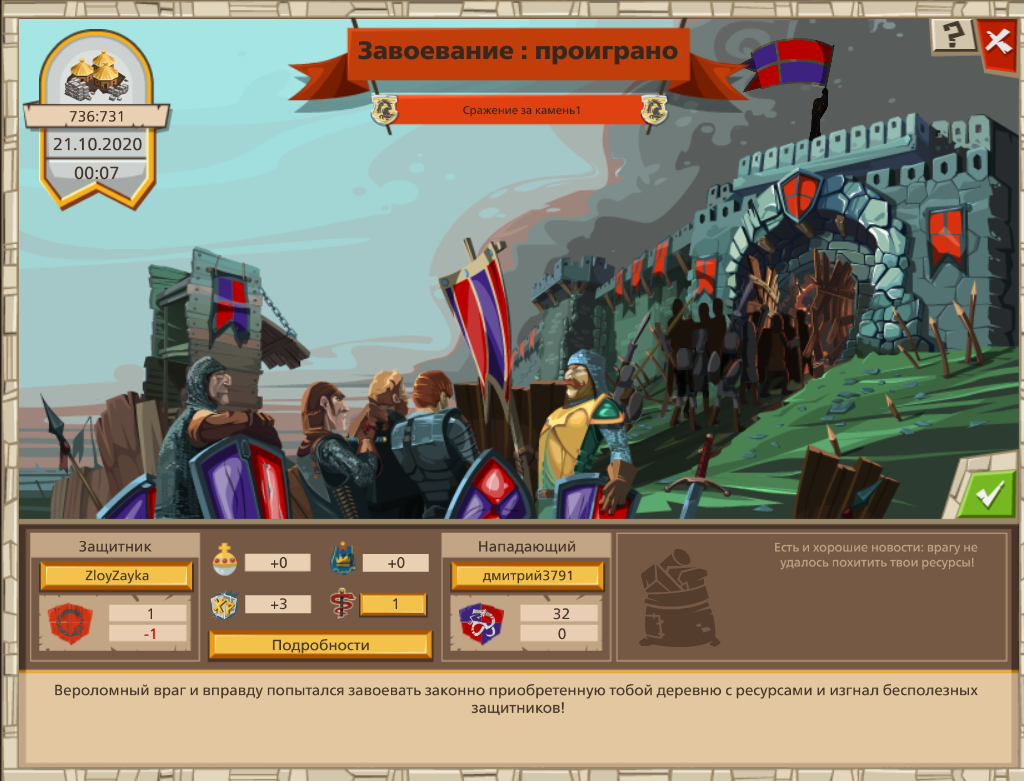 Завоевание : проиграно
?
Сражение за камень1
736:731
21.10.2020
00:07
Защитник
ZloyZayka
1
-1
+0
+0
XP
+3
1
Подробности
Нападающий
дмитрий3791
32
0
Есть и хорошие новости: врагу не
удалось похитить твои ресурсы!
Вероломный враг и вправду попытался завоевать законно приобретенную тобой деревню с ресурсами и изгнал бесполезных
защитников!